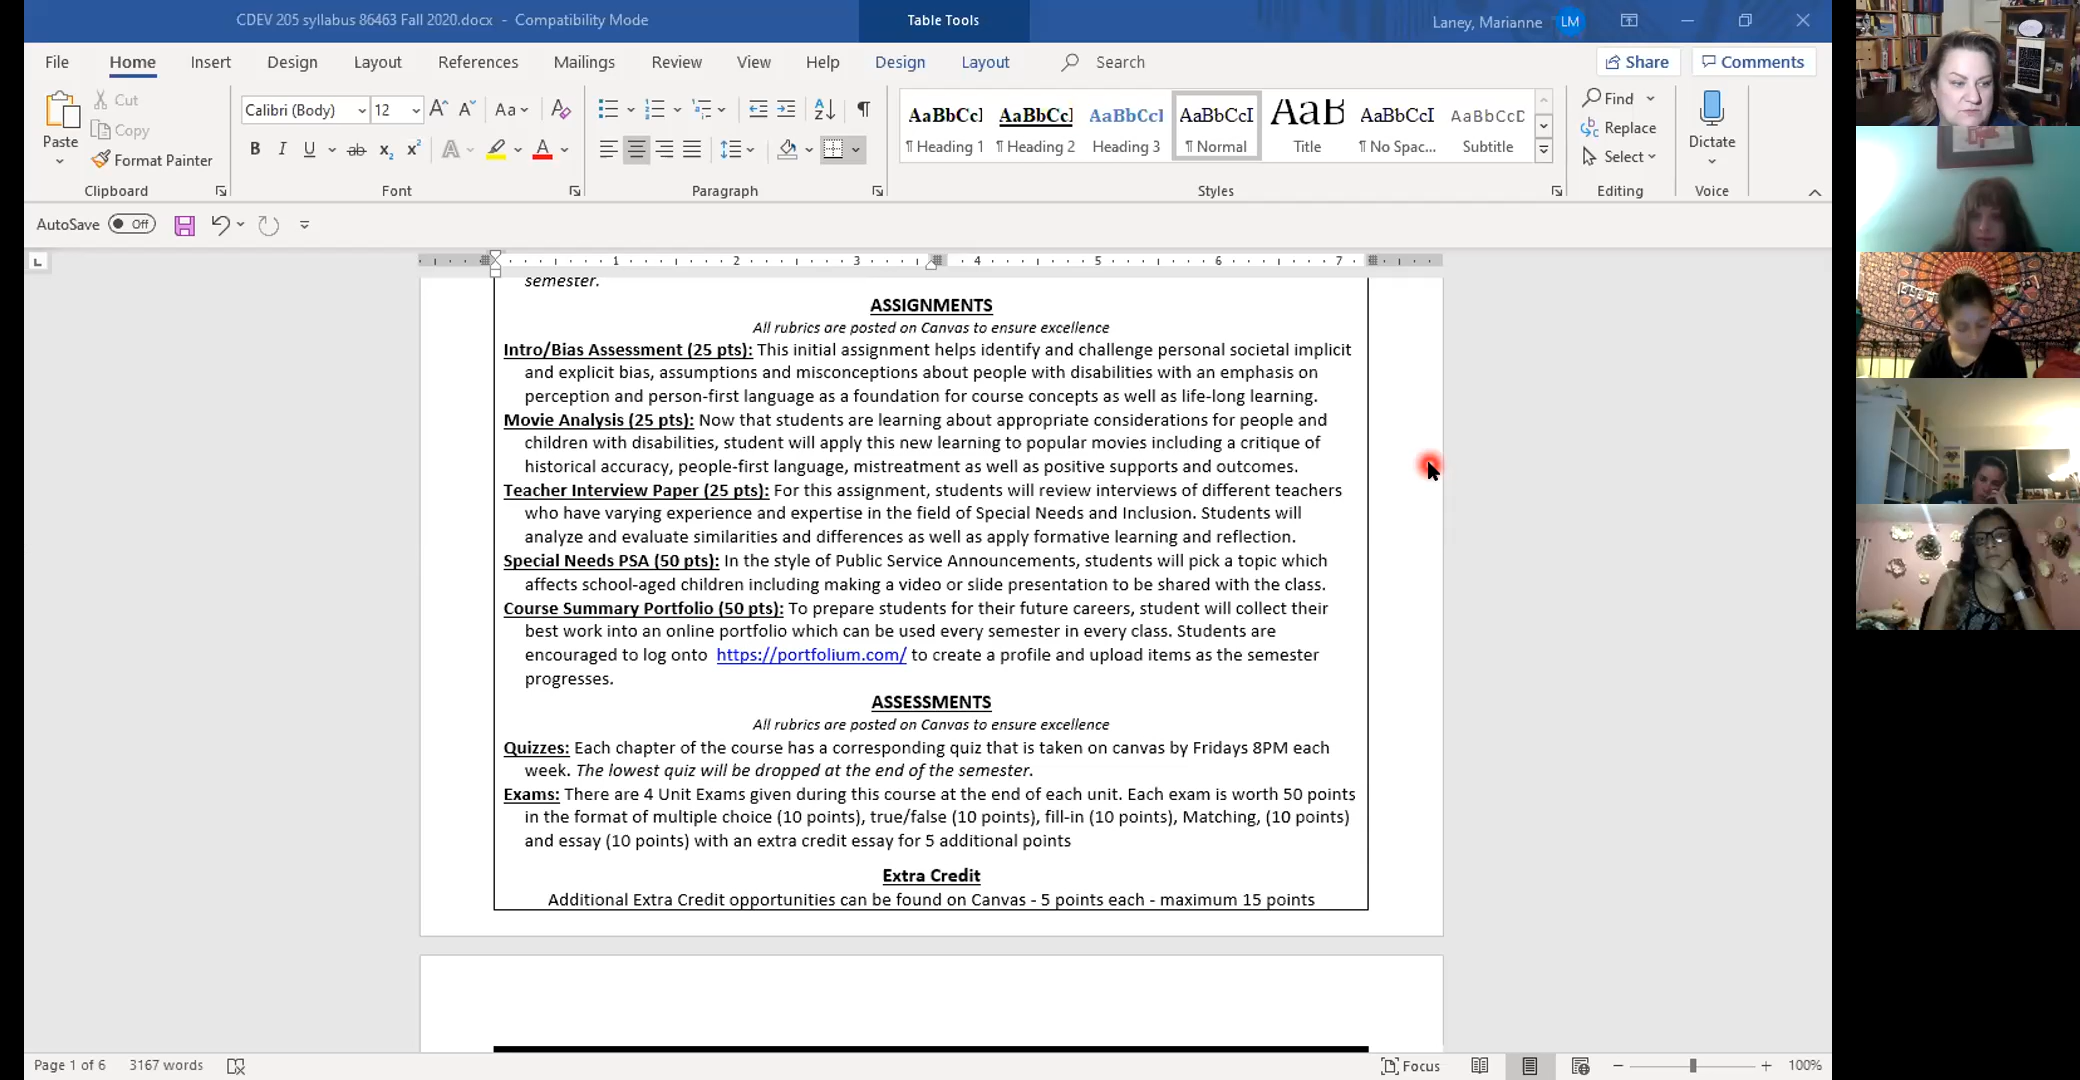 CDEV 205 syllabus 86463 Fall 2020.docx - Compatibility Mode
Table Tools
Laney, Marianne LM
File Home Insert Design Layout References Mailings Review View Help Design Layout Search
Share Comments
Paste
Cut
Copy
Format Painter
Clipboard
Calibri (Body) 12
Font
Paragraph
AaBbCcI AaBbCcI AaBbCcI AaBbCcI AaB AaBbCcI AaBbCcD
¶ Heading 1 ¶ Heading 2 Heading 3 ¶ Normal Title ¶ No Spac... Subtitle
Styles
Find
Replace
Select
Editing
Dictate
Voice
AutoSave Off
1 2 3 4 5 6 7
semester.
ASSIGNMENTS
All rubrics are posted on Canvas to ensure excellence
Intro/Bias Assessment (25 pts): This initial assignment helps identify and challenge personal societal implicit
and explicit bias, assumptions and misconceptions about people with disabilities with an emphasis on
perception and person-first language as a foundation for course concepts as well as life-long learning.
Movie Analysis (25 pts): Now that students are learning about appropriate considerations for people and
children with disabilities, student will apply this new learning to popular movies including a critique of
historical accuracy, people-first language, mistreatment as well as positive supports and outcomes.
Teacher Interview Paper (25 pts): For this assignment, students will review interviews of different teachers
who have varying experience and expertise in the field of Special Needs and Inclusion. Students will
analyze and evaluate similarities and differences as well as apply formative learning and reflection.
Special Needs PSA (50 pts): In the style of Public Service Announcements, students will pick a topic which
affects school-aged children including making a video or slide presentation to be shared with the class.
Course Summary Portfolio (50 pts): To prepare students for their future careers, student will collect their
best work into an online portfolio which can be used every semester in every class. Students are
encouraged to log onto https://portfolium.com/ to create a profile and upload items as the semester
progresses.
ASSESSMENTS
All rubrics are posted on Canvas to ensure excellence
Quizzes: Each chapter of the course has a corresponding quiz that is taken on canvas by Fridays 8PM each
week. The lowest quiz will be dropped at the end of the semester.
Exams: There are 4 Unit Exams given during this course at the end of each unit. Each exam is worth 50 points
in the format of multiple choice (10 points), true/false (10 points), fill-in (10 points), Matching, (10 points)
and essay (10 points) with an extra credit essay for 5 additional points
Extra Credit
Additional Extra Credit opportunities can be found on Canvas - 5 points each - maximum 15 points
Page 1 of 6 3167 words
Focus
100%